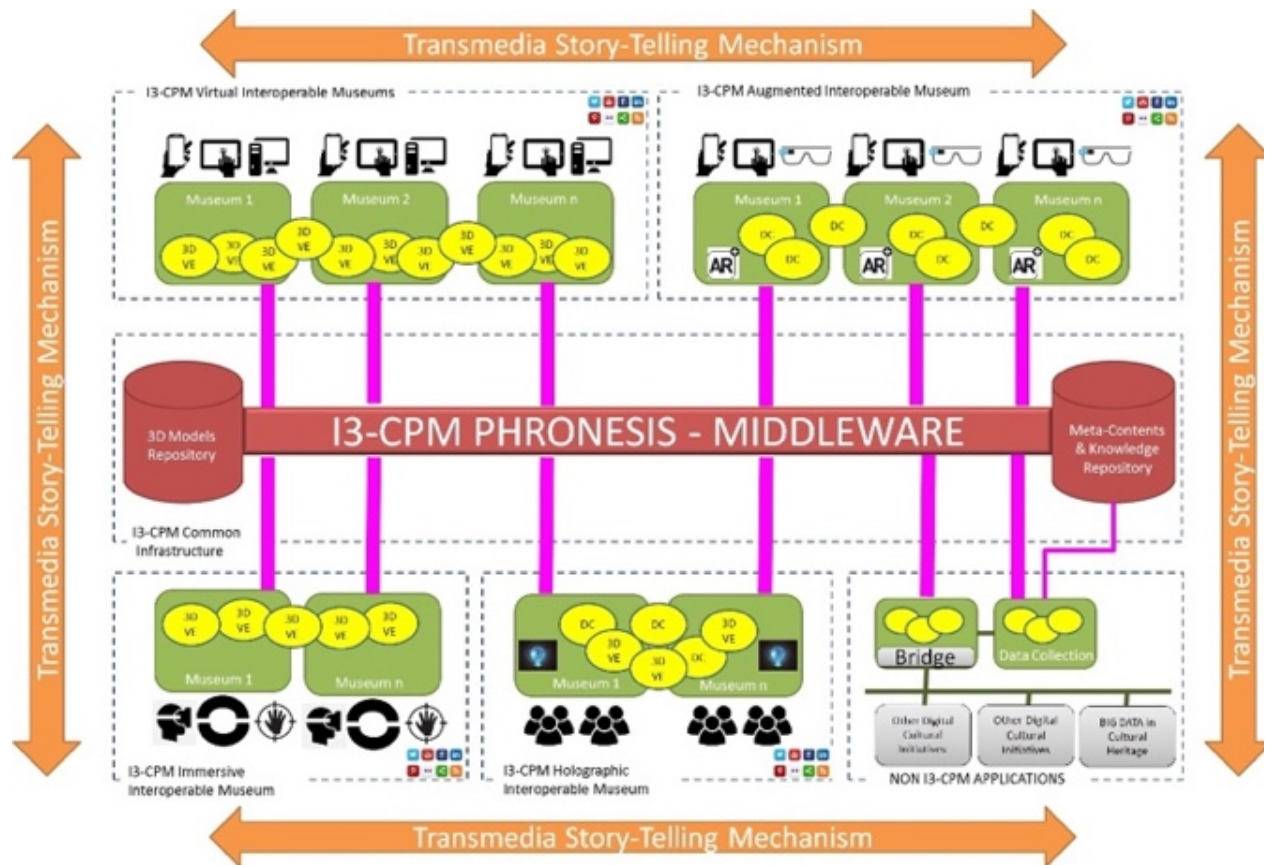 Transmedia Story-Telling Mechanism
I3-CPM Virtual Interoperable Museums
I3-CPM Augmented Interoperable Museum
Museum 1
Museum 2
Museum n
Museum 1
Museum 2
Museum n
3D
VE
3D
VE
3D
VE
3D
VE
3D
VE
3D
VE
3D
VE
3D
VE
3D
VE
3D
VE
3D
VE
DC
DC
DC
DC
DC
DC
DC
DC
AR+
AR+
AR+
Transmedia Story-Telling Mechanism
Transmedia Story-Telling Mechanism
3D Models
Repository
I3-CPM PHRONESIS - MIDDLEWARE
Meta-Contents
& Knowledge
Repository
I3-CPM Common
Infrastructure
3D
VE
3D
VE
3D
VE
3D
VE
3D
VE
Museum 1
Museum n
DC
DC
3D
VE
3D
VE
3D
VE
DC
Museum 1
Museum n
Bridge
Data Collection
Other Digital
Cultural
Initiatives
Other Digital
Cultural
Initiatives
BIG DATA in
Cultural
Heritage
I3-CPM Immersive
Interoperable Museum
I3-CPM Holographic
Interoperable Museum
NON I3-CPM APPLICATIONS
Transmedia Story-Telling Mechanism